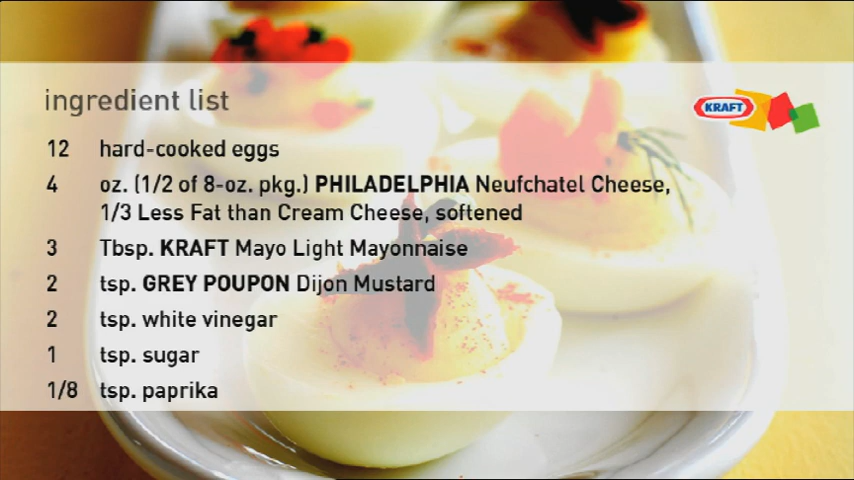 ingredient list
KRAFT
12 hard-cooked eggs
4 oz. (1/2 of 8-oz. pkg.) PHILADELPHIA Neufchatel Cheese,
1/3 Less Fat than Cream Cheese, softened
3 Tbsp. KRAFT Mayo Light Mayonnaise
2 tsp. GREY POUPON Dijon Mustard
2 tsp. white vinegar
1 tsp. sugar
1/8 tsp. paprika